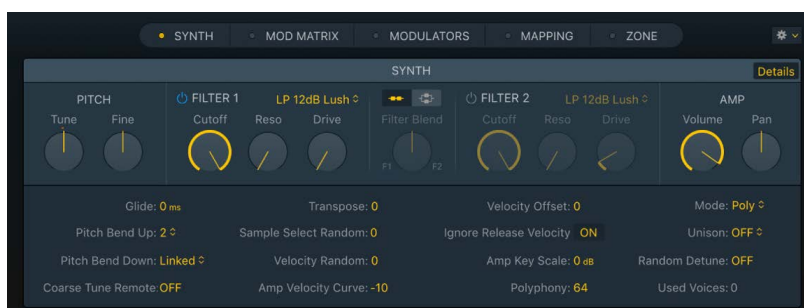 SYNTH MOD MATRIX MODULATORS MAPPING ZONE
SYNTH Details
PITCH FILTER 1 LP 12dB Lush FILTER 2 LP 12dB Lush AMP
Tune Fine Cutoff Reso Drive Filter Blend Cutoff Reso Drive Volume Pan
F1 F2
Glide: 0 ms Transpose: 0 Velocity Offset: 0 Mode: Poly
Pitch Bend Up: 2 Sample Select Random: 0 Ignore Release Velocity ON Unison: OFF
Pitch Bend Down: Linked Velocity Random: 0 Amp Key Scale: 0 dB Random Detune: OFF
Coarse Tune Remote: OFF Amp Velocity Curve: -10 Polyphony: 64 Used Voices: 0